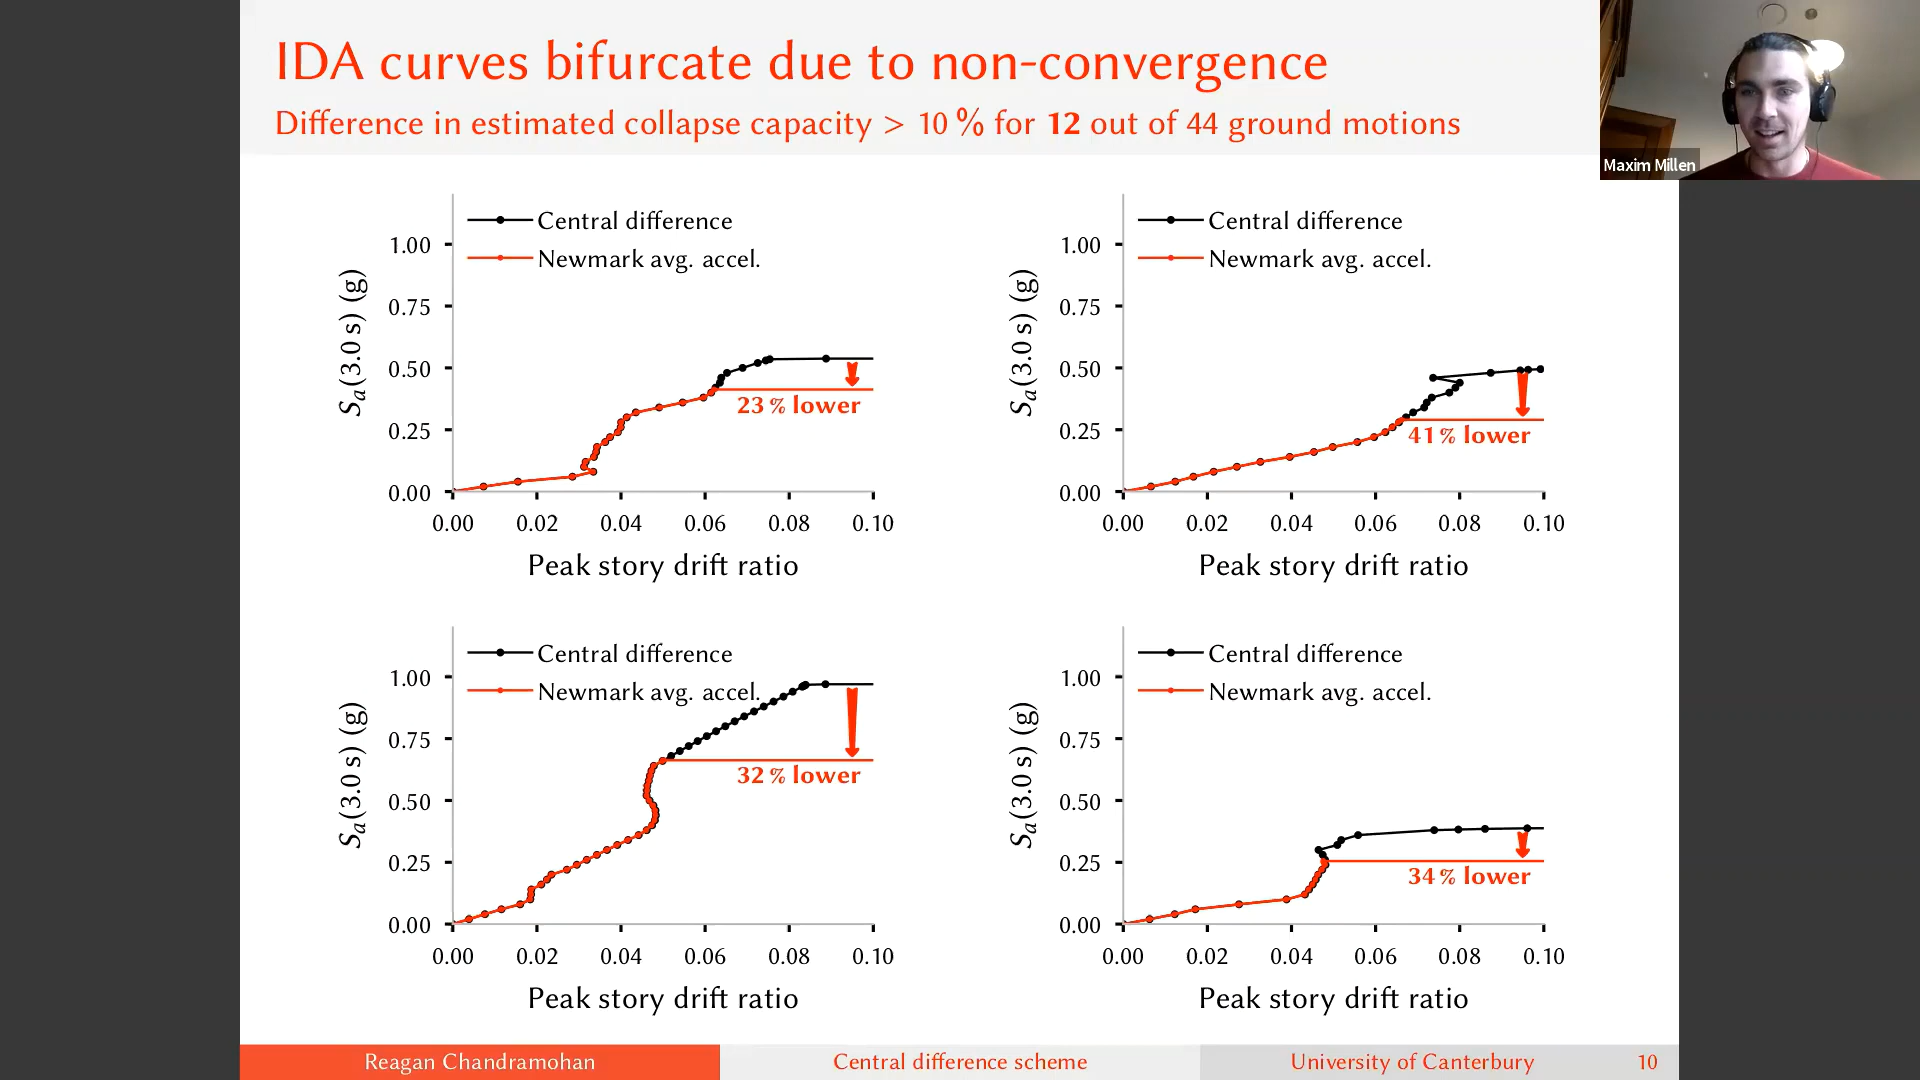 IDA curves bifurcate due to non-convergence
Difference in estimated collapse capacity > 10 % for 12 out of 44 ground motions
Maxim Millen
Central difference
Newmark avg. accel.
1.00
0.75
0.50
0.25
0.00
Sa(3.0 s) (g)
23 % lower
0.00 0.02 0.04 0.06 0.08 0.10
Peak story drift ratio
Central difference
Newmark avg. accel.
1.00
0.75
0.50
0.25
0.00
Sa(3.0 s) (g)
41 % lower
0.00 0.02 0.04 0.06 0.08 0.10
Peak story drift ratio
Central difference
Newmark avg. accel.
1.00
0.75
0.50
0.25
0.00
Sa(3.0 s) (g)
32 % lower
0.00 0.02 0.04 0.06 0.08 0.10
Peak story drift ratio
Central difference
Newmark avg. accel.
1.00
0.75
0.50
0.25
0.00
Sa(3.0 s) (g)
34 % lower
0.00 0.02 0.04 0.06 0.08 0.10
Peak story drift ratio
Reagan Chandramohan
Central difference scheme
University of Canterbury
10